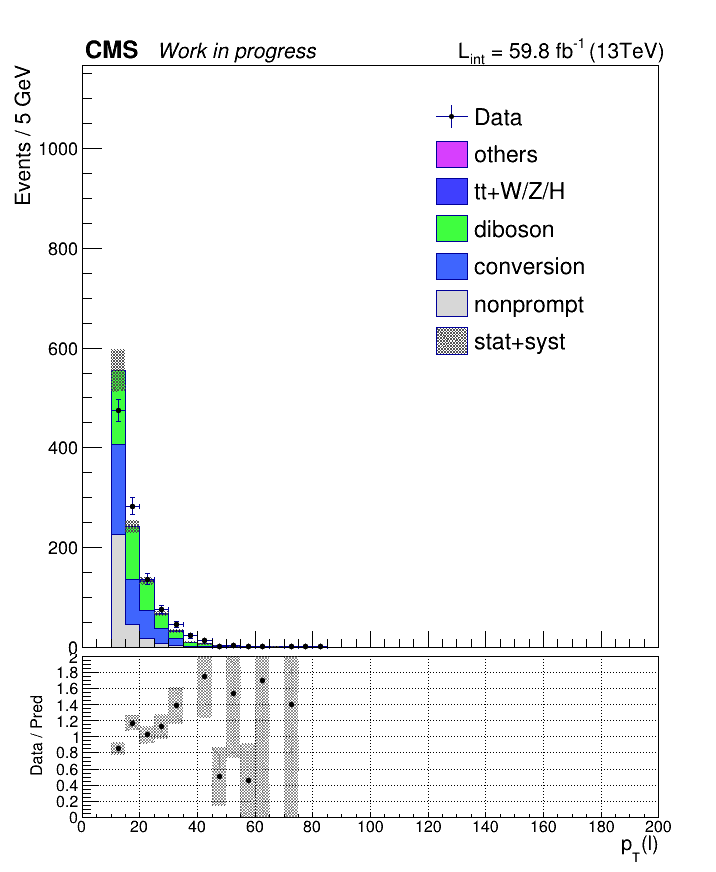 CMS Work in progress L_int = 59.8 fb^-1 (13TeV)
Events / 5 GeV
1000
800
600
400
200
0
Data
others
tt+W/Z/H
diboson
conversion
nonprompt
stat+syst
Data / Pred
2
1.8
1.6
1.4
1.2
1
0.8
0.6
0.4
0.2
0
0 20 40 60 80 100 120 140 160 180 200
p_T(l)